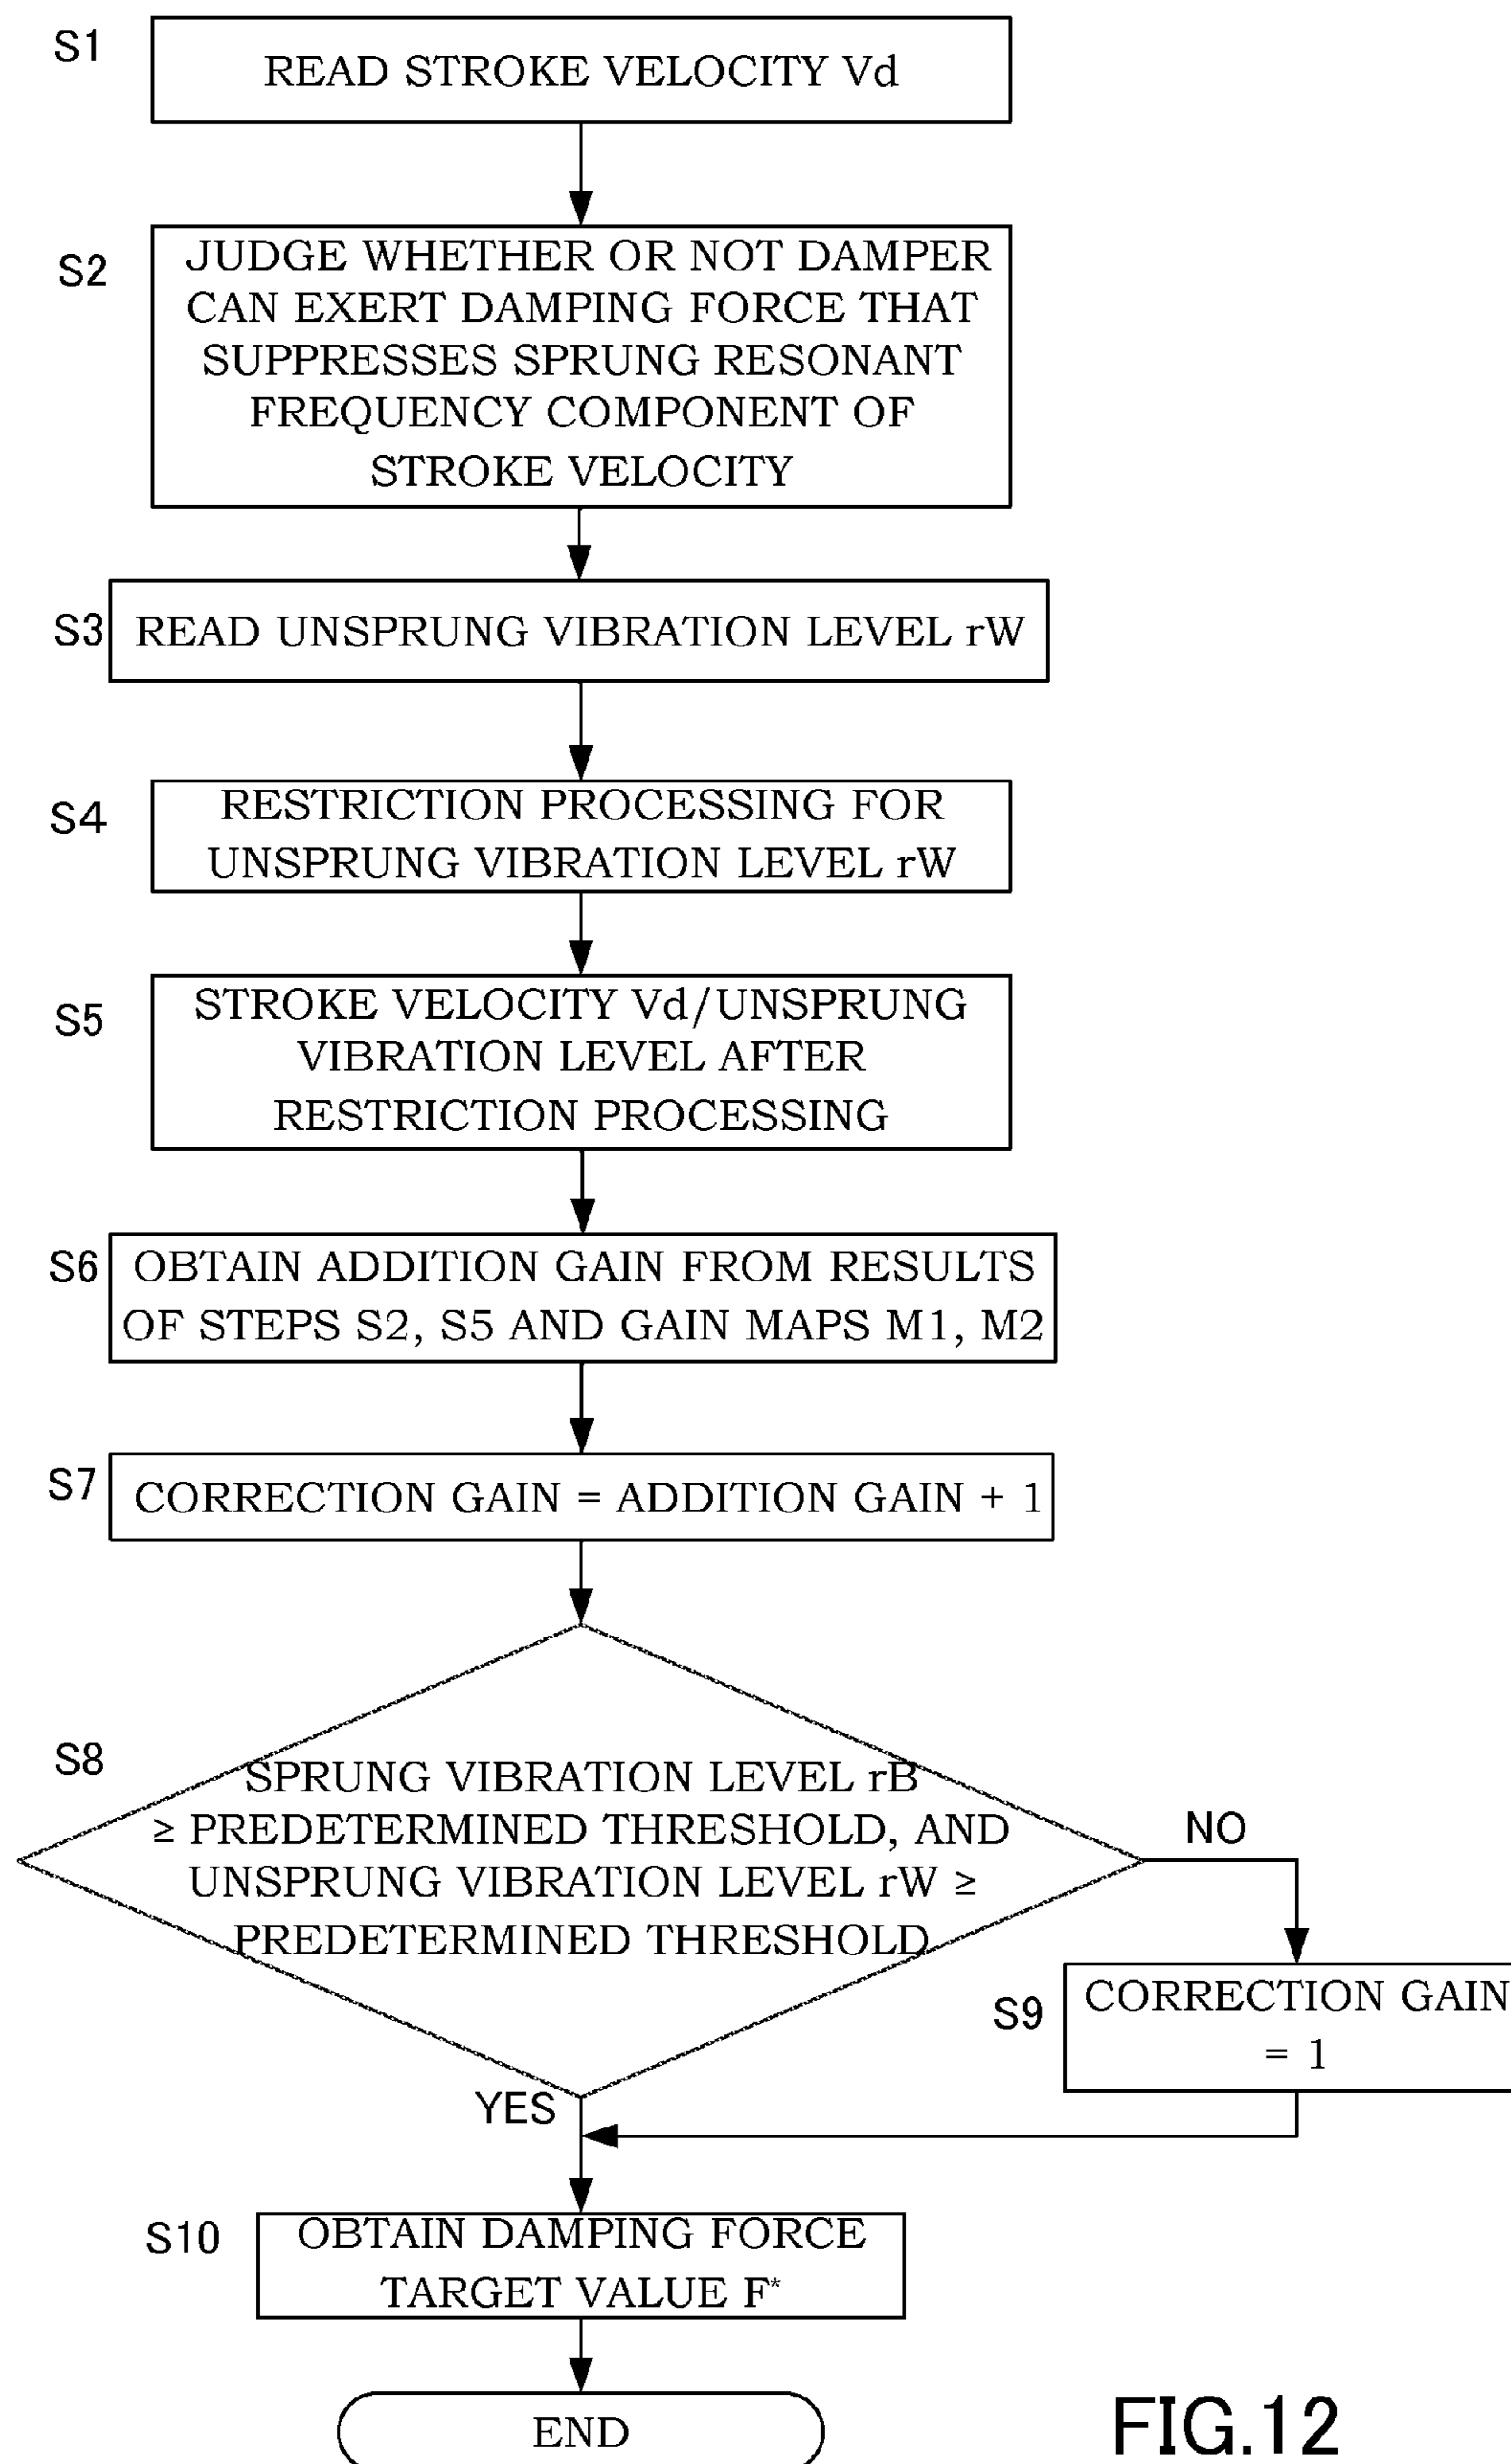 S1
READ STROKE VELOCITY Vd
S2
JUDGE WHETHER OR NOT DAMPER
CAN EXERT DAMPING FORCE THAT
SUPPRESSES SPRUNG RESONANT
FREQUENCY COMPONENT OF
STROKE VELOCITY
S3
READ UNSPRUNG VIBRATION LEVEL rW
S4
RESTRICTION PROCESSING FOR
UNSPRUNG VIBRATION LEVEL rW
S5
STROKE VELOCITY Vd/UNSPRUNG
VIBRATION LEVEL AFTER
RESTRICTION PROCESSING
S6
OBTAIN ADDITION GAIN FROM RESULTS
OF STEPS S2, S5 AND GAIN MAPS M1, M2
S7
CORRECTION GAIN = ADDITION GAIN + 1
S8
SPRUNG VIBRATION LEVEL rB
≥ PREDETERMINED THRESHOLD, AND
UNSPRUNG VIBRATION LEVEL rW ≥
PREDETERMINED THRESHOLD
NO
S9
CORRECTION GAIN
= 1
YES
S10
OBTAIN DAMPING FORCE
TARGET VALUE F*
END
FIG.12